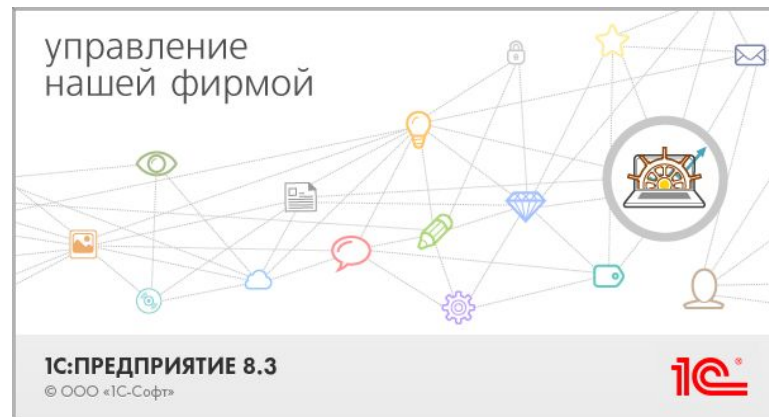 управление
нашей фирмой
1С:ПРЕДПРИЯТИЕ 8.3
© ООО «1С-Софт»
1С®